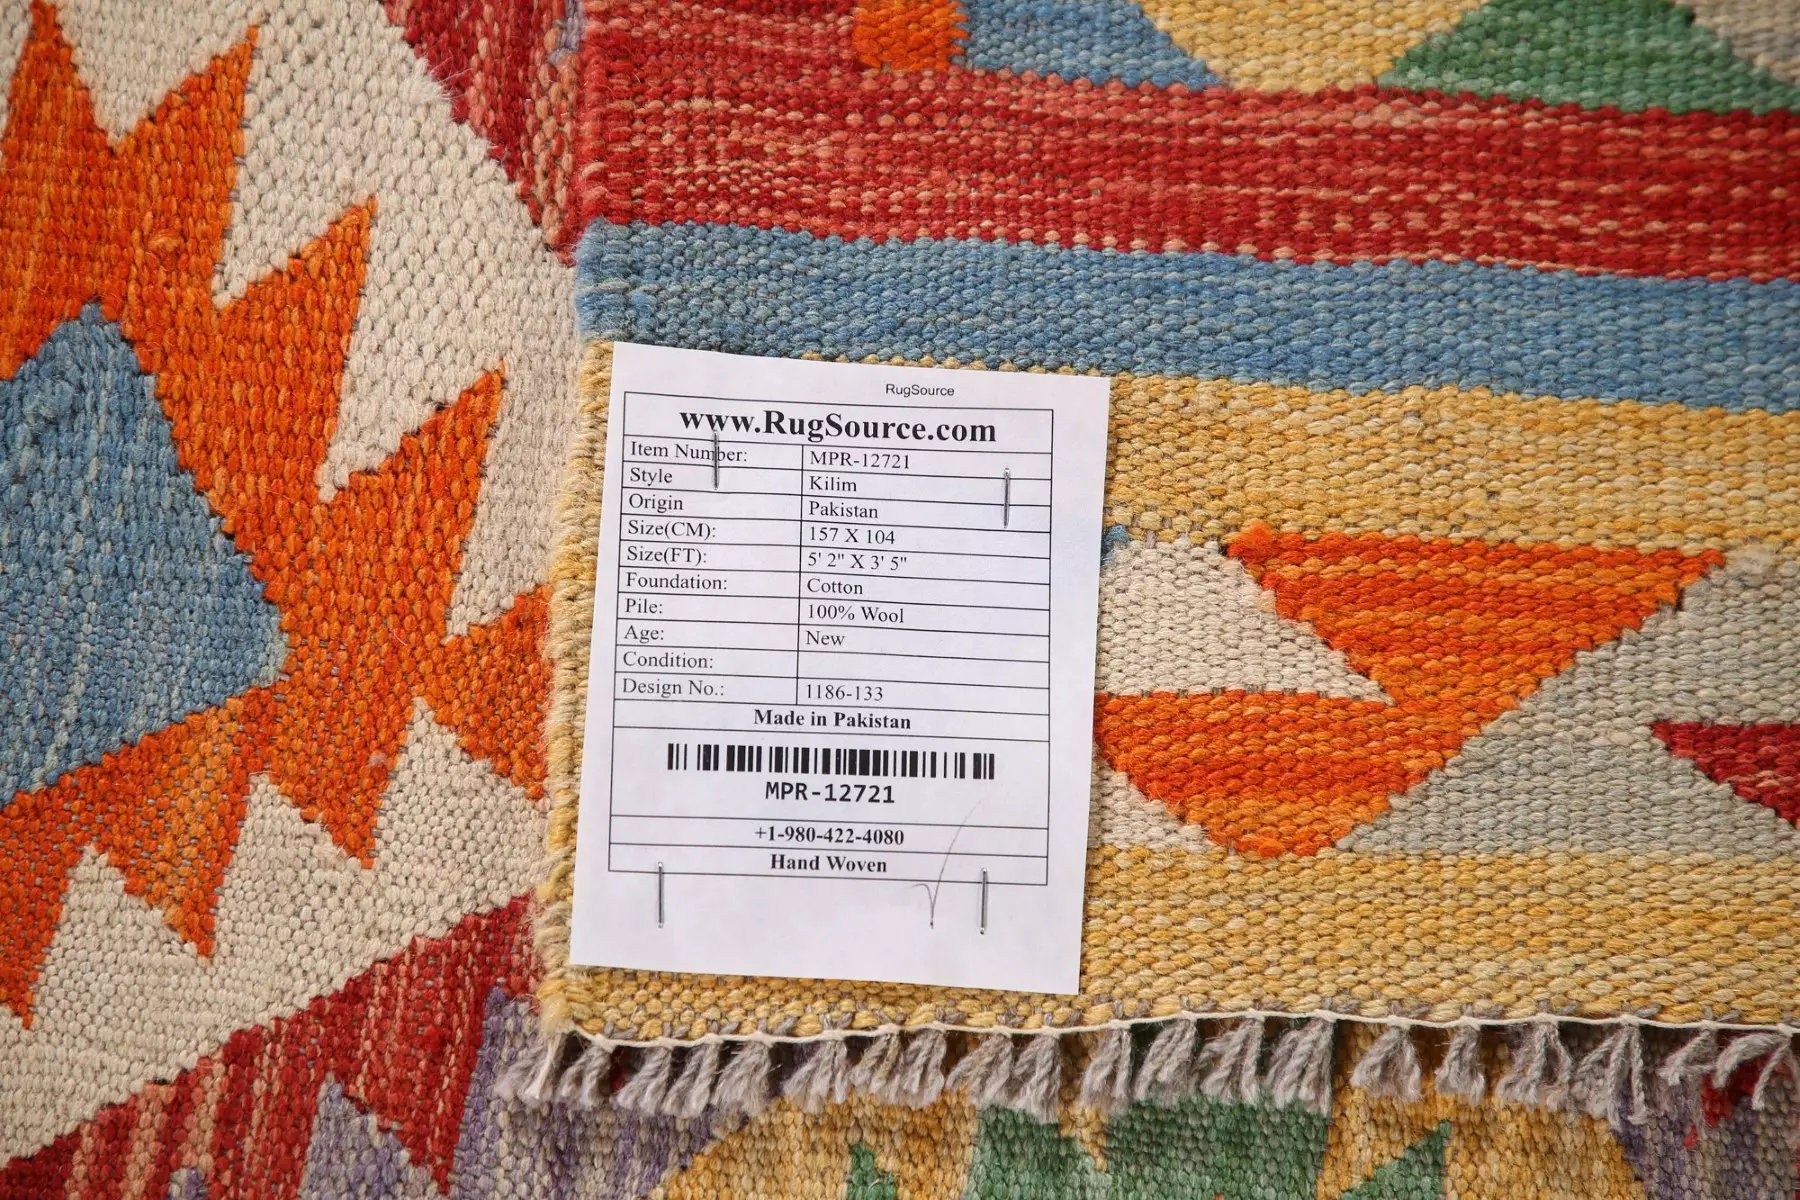 RugSource
www.RugSource.com
Item Number: MPR-12721
Style Kilim
Origin Pakistan
Size(CM): 157 X 104
Size(FT): 5' 2" X 3' 5"
Foundation: Cotton
Pile: 100% Wool
Age: New
Condition:
Design No.: 1186-133
Made in Pakistan
MPR-12721
+1-980-422-4080
Hand Woven